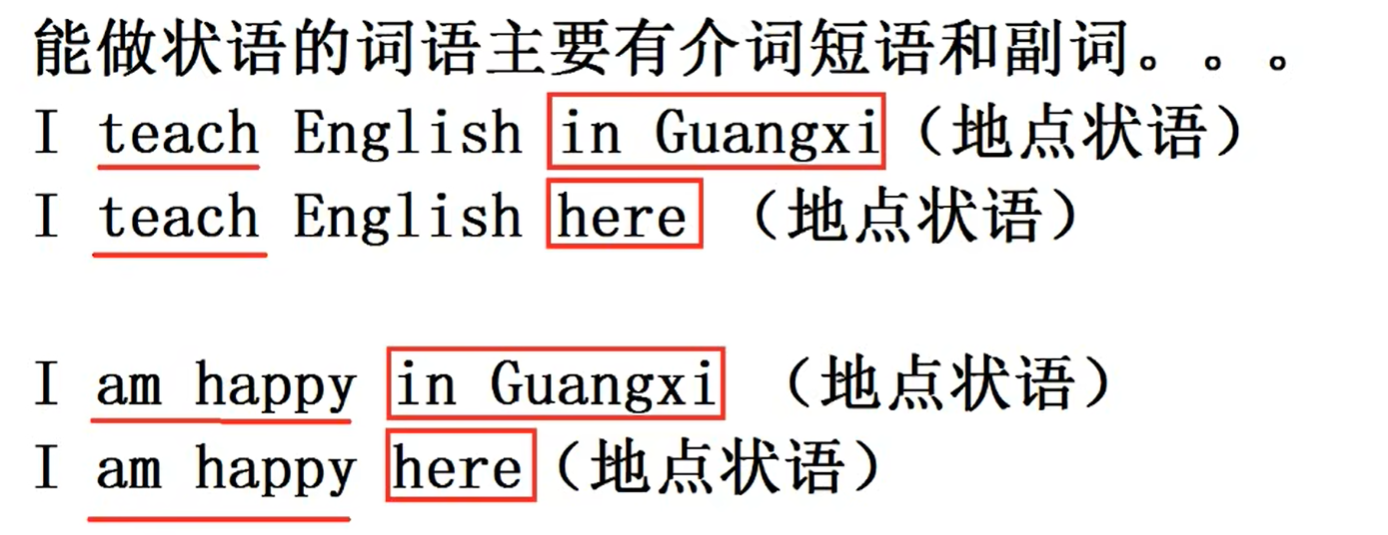 能做状语的词语主要有介词短语和副词。。。
I teach English in Guangxi（地点状语）
I teach English here （地点状语）
I am happy in Guangxi （地点状语）
I am happy here（地点状语）